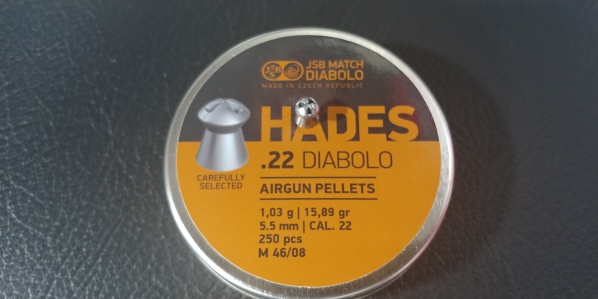 JSB
JSB MATCH
DIABOLO
MADE IN CZECH REPUBLIC
HADES
.22 DIABOLO
CAREFULLY
SELECTED
AIRGUN PELLETS
1,03 g | 15,89 gr
5.5 mm | CAL. 22
250 pcs
M 46/08